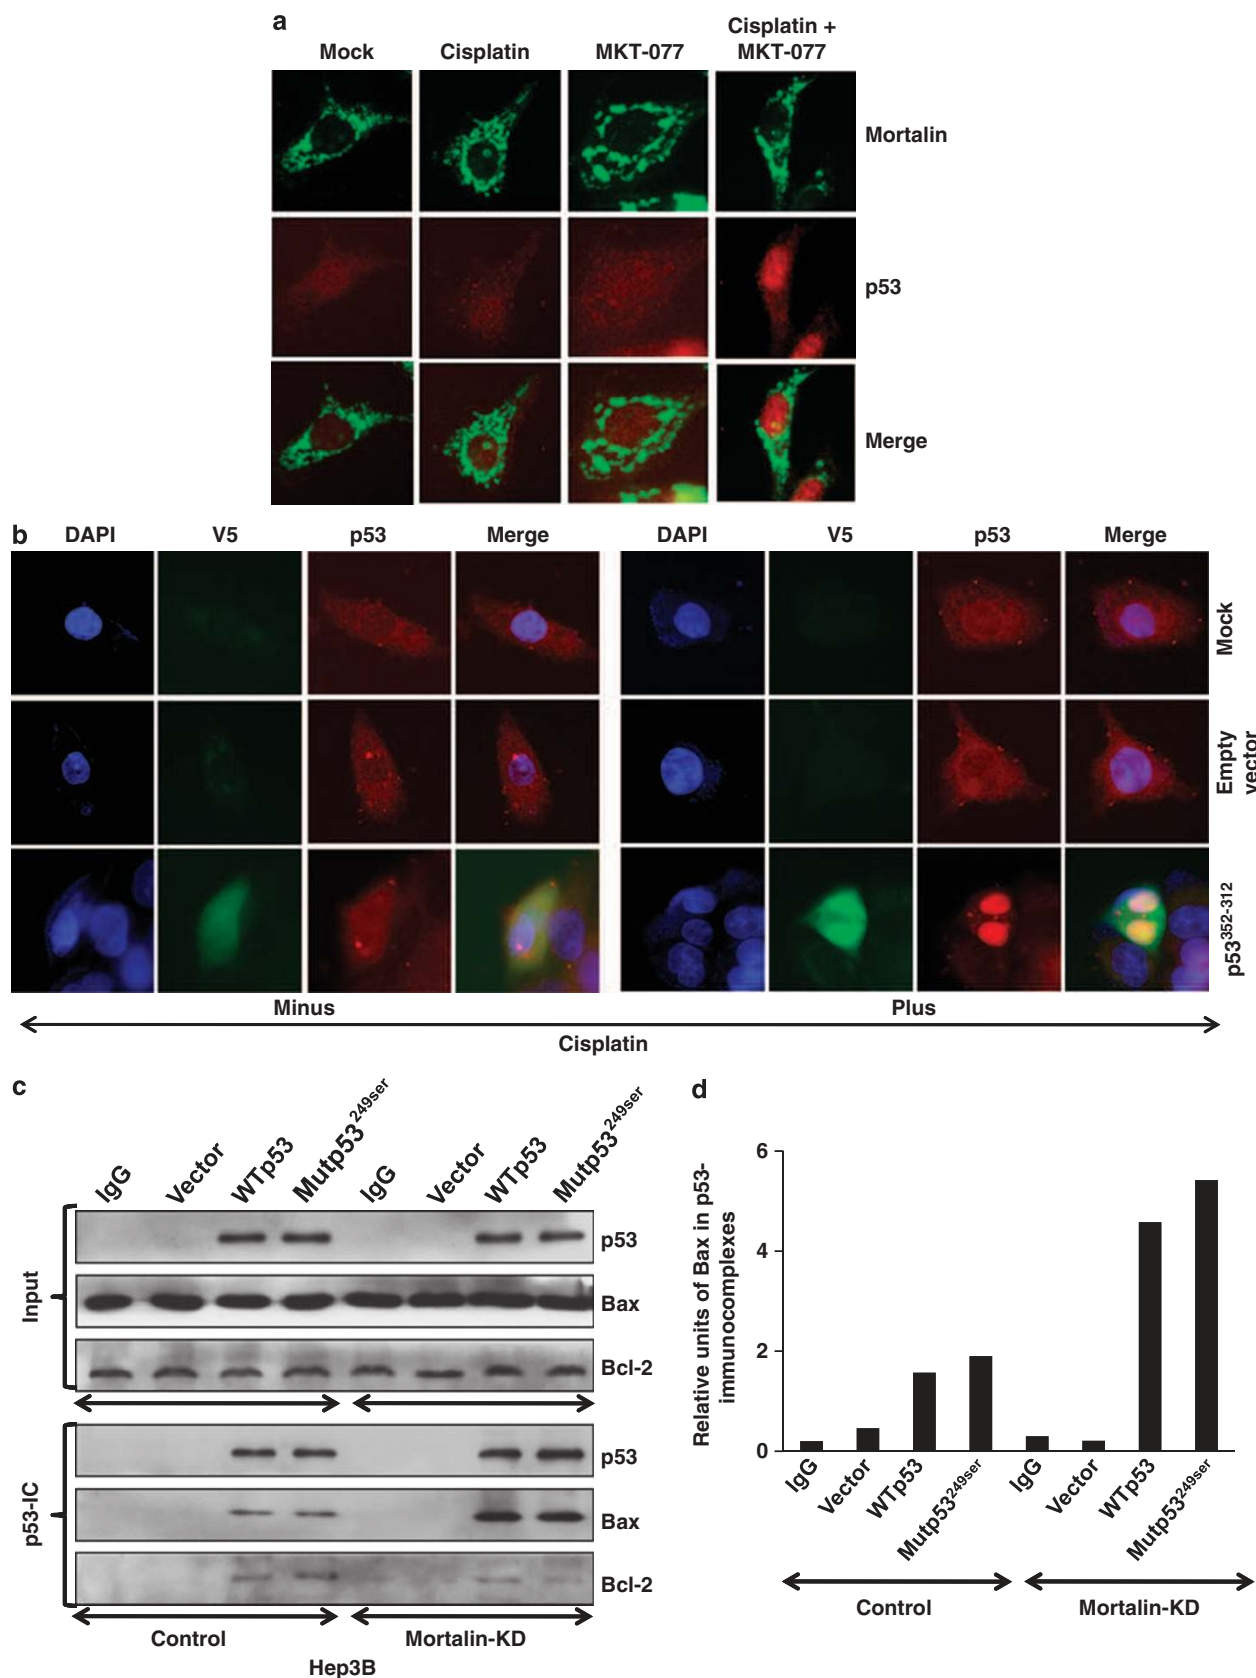 a
Mock
Cisplatin
MKT-077
Cisplatin +
MKT-077
Mortalin
p53
Merge
b
DAPI
V5
p53
Merge
DAPI
V5
p53
Merge
Mock
Empty
vector
p53352-312
Minus
Plus
Cisplatin
c
IgG
Vector
WTp53
Mutp53249ser
IgG
Vector
WTp53
Mutp53249ser
Input
p53
Bax
Bcl-2
p53-IC
p53
Bax
Bcl-2
Control
Mortalin-KD
Hep3B
d
Relative units of Bax in p53-
immunocomplexes
6
4
2
0
IgG
Vector
WTp53
Mutp53249ser
IgG
Vector
WTp53
Mutp53249ser
Control
Mortalin-KD